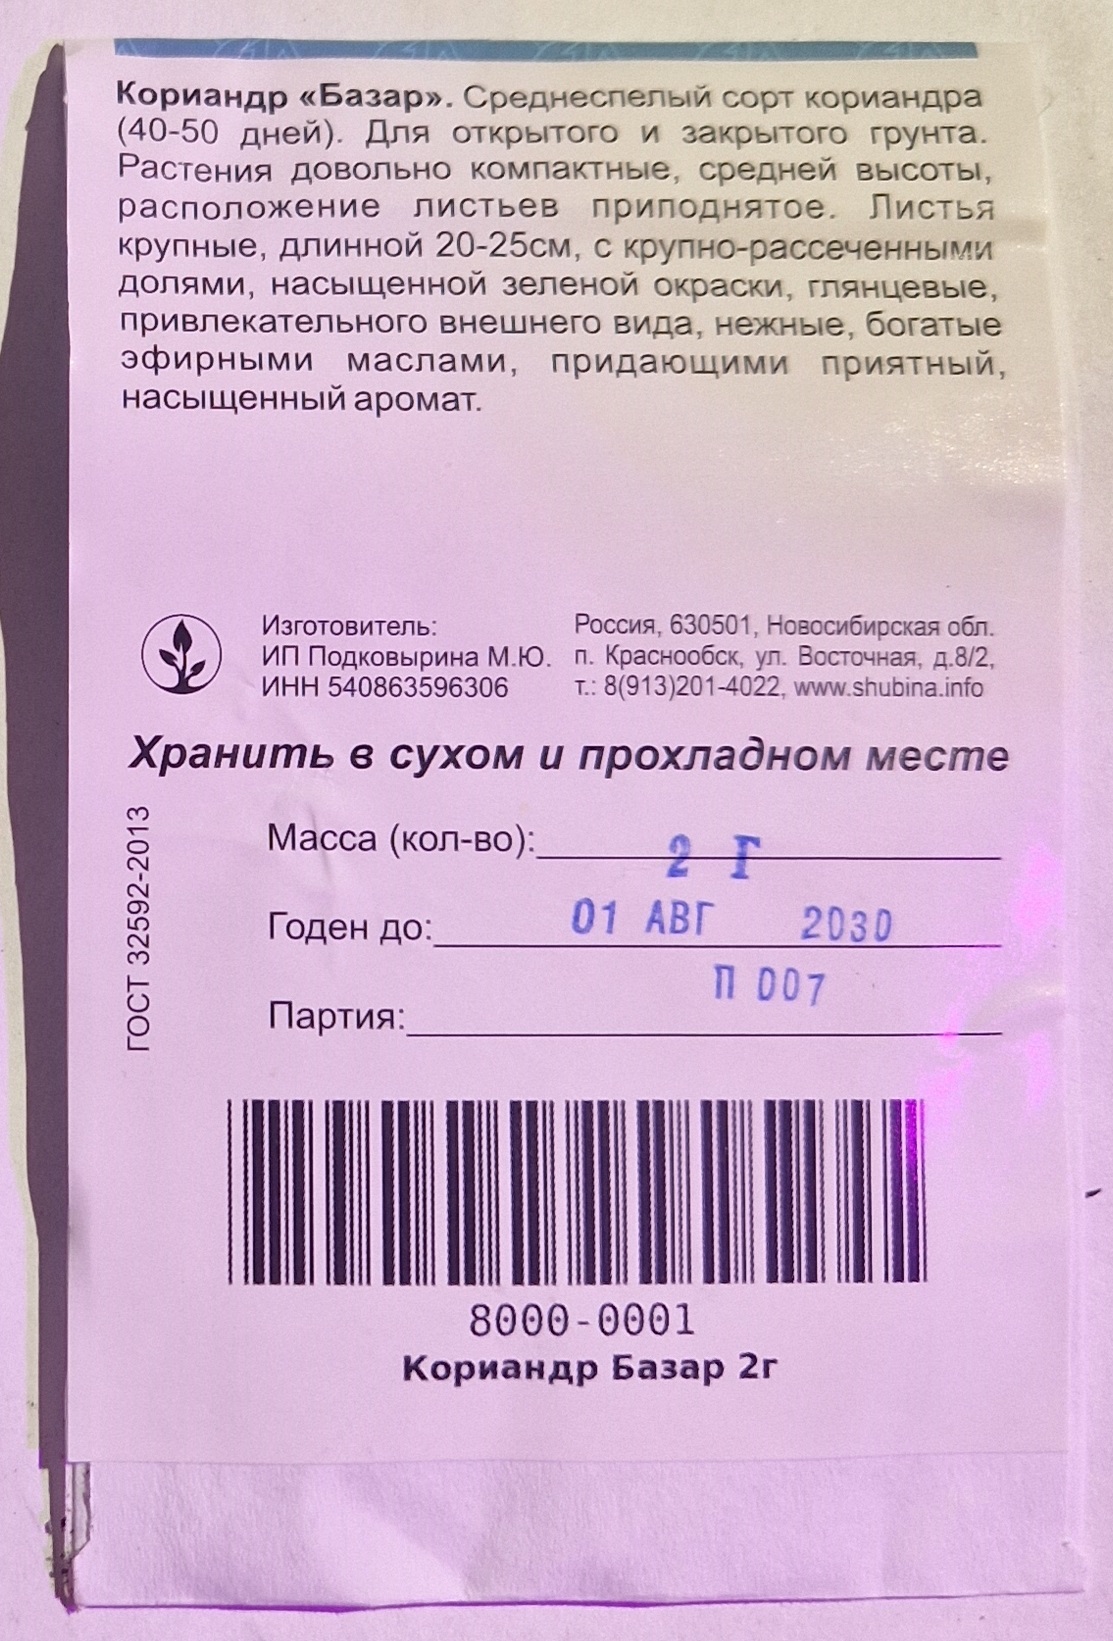 Кориандр «Базар». Среднеспелый сорт кориандра
(40-50 дней). Для открытого и закрытого грунта.
Растения довольно компактные, средней высоты,
расположение листьев приподнятое. Листья
крупные, длинной 20-25см, с крупно-рассеченными
долями, насыщенной зеленой окраски, глянцевые,
привлекательного внешнего вида, нежные, богатые
эфирными маслами, придающими приятный,
насыщенный аромат.
Изготовитель:
ИП Подковырина М.Ю.
ИНН 540863596306
Россия, 630501, Новосибирская обл.
п. Краснообск, ул. Восточная, д.8/2,
т.: 8(913)201-4022, www.shubina.info
Хранить в сухом и прохладном месте
ГОСТ 32592-2013
Масса (кол-во): 2 Г
Годен до: 01 АВГ 2030
Партия: П 007
8000-0001
Кориандр Базар 2г